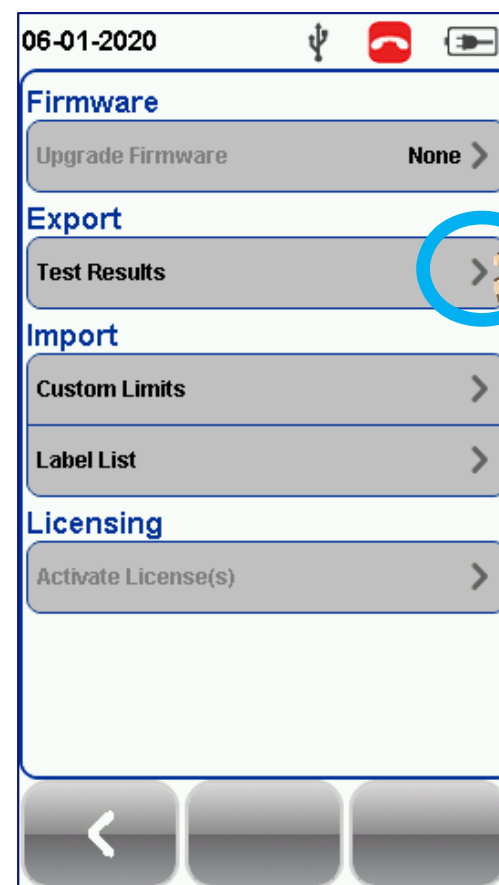 06-01-2020
Firmware
Upgrade Firmware None
Export
Test Results
Import
Custom Limits
Label List
Licensing
Activate License(s)